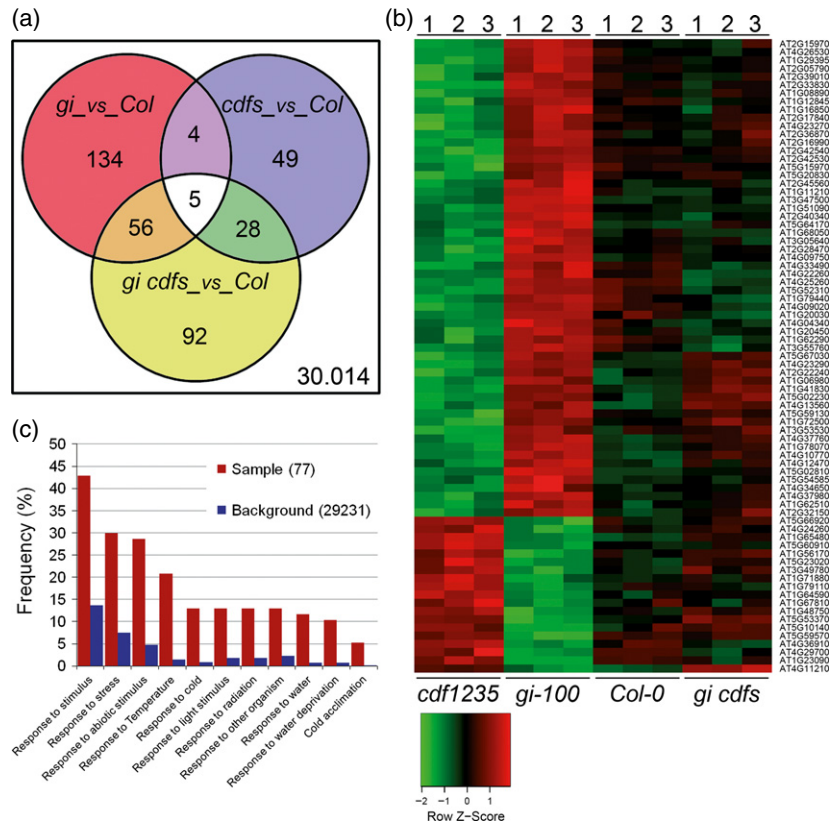 (a)
gi_vs_Col
cdfs_vs_Col
134
4
49
5
56
28
gi cdfs_vs_Col
92
30.014
(b)
1 2 3 1 2 3 1 2 3 1 2 3
AT2G15970
AT4G26530
AT1G29395
AT2G05790
AT2G39010
AT2G33830
AT1G08890
AT1G12845
AT1G16850
AT2G17840
AT4G23270
AT2G36870
AT2G16990
AT2G42540
AT2G42530
AT5G15970
AT5G20830
AT2G45560
AT1G11210
AT3G47500
AT1G51090
AT2G40340
AT5G64170
AT1G68050
AT3G05640
AT2G28470
AT4G09750
AT4G33490
AT4G22260
AT4G25260
AT5G52310
AT1G79440
AT4G09020
AT1G20030
AT4G04340
AT1G20450
AT1G62290
AT3G55760
AT5G67030
AT4G23290
AT2G22240
AT1G06980
AT1G41830
AT5G02230
AT4G13560
AT5G59130
AT1G72500
AT3G53530
AT4G37760
AT1G78070
AT4G10770
AT4G12470
AT5G02810
AT5G54585
AT4G34650
AT4G37980
AT1G62510
AT2G32150
AT5G66920
AT4G24260
AT1G65480
AT5G60910
AT1G56170
AT5G23020
AT3G49780
AT1G71880
AT1G79110
AT1G64590
AT1G67810
AT1G48750
AT5G53370
AT5G10140
AT5G59570
AT4G36910
AT4G29700
AT1G23090
AT4G11210
cdf1235 gi-100 Col-0 gi cdfs
−2 −1 0 1
Row Z−Score
(c)
50
45
40
35
30
25
20
15
10
5
0
Frequency (%)
Sample (77)
Background (29231)
Response to stimulus
Response to stress
Response to abiotic stimulus
Response to Temperature
Response to cold
Response to light stimulus
Response to radiation
Response to other organism
Response to water
Response to water deprivation
Cold acclimation